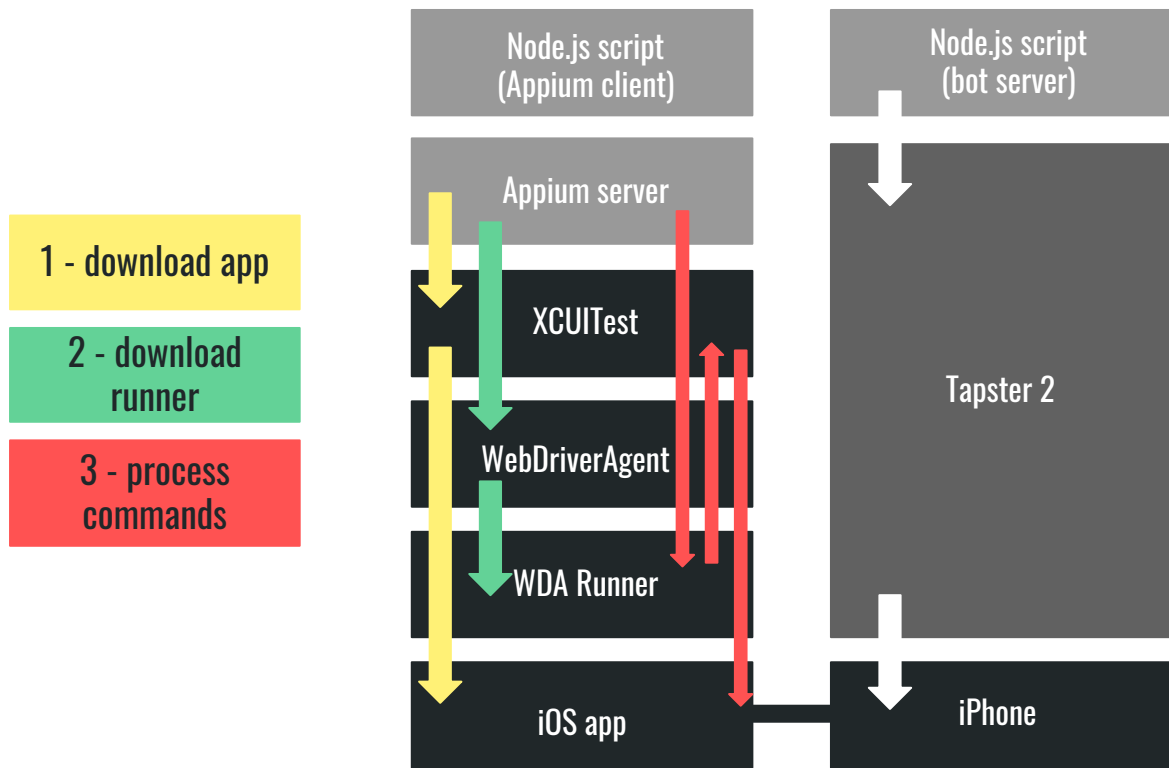 Node.js script
(Appium client)
Node.js script
(bot server)
Appium server
1 - download app
2 - download
runner
3 - process
commands
XCUITest
WebDriverAgent
WDA Runner
iOS app
Tapster 2
iPhone